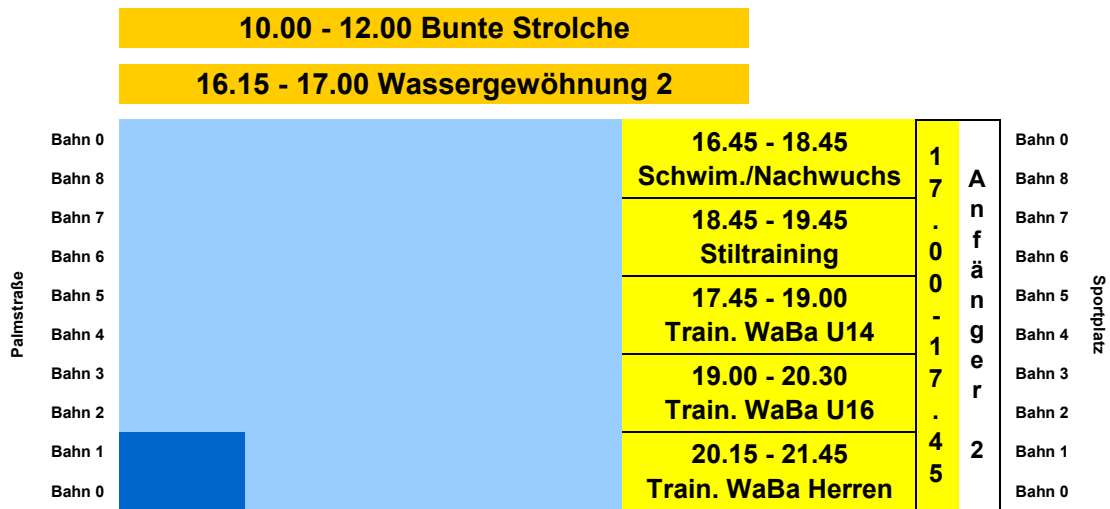 10.00 - 12.00 Bunte Strolche
16.15 - 17.00 Wassergewöhnung 2
Palmstraße
Bahn 0
Bahn 8
Bahn 7
Bahn 6
Bahn 5
Bahn 4
Bahn 3
Bahn 2
Bahn 1
Bahn 0
16.45 - 18.45
Schwim./Nachwuchs
18.45 - 19.45
Stiltraining
17.45 - 19.00
Train. WaBa U14
19.00 - 20.30
Train. WaBa U16
20.15 - 21.45
Train. WaBa Herren
17.00-17.45
Anfänger 2
Bahn 0
Bahn 8
Bahn 7
Bahn 6
Bahn 5
Bahn 4
Bahn 3
Bahn 2
Bahn 1
Bahn 0
Sportplatz